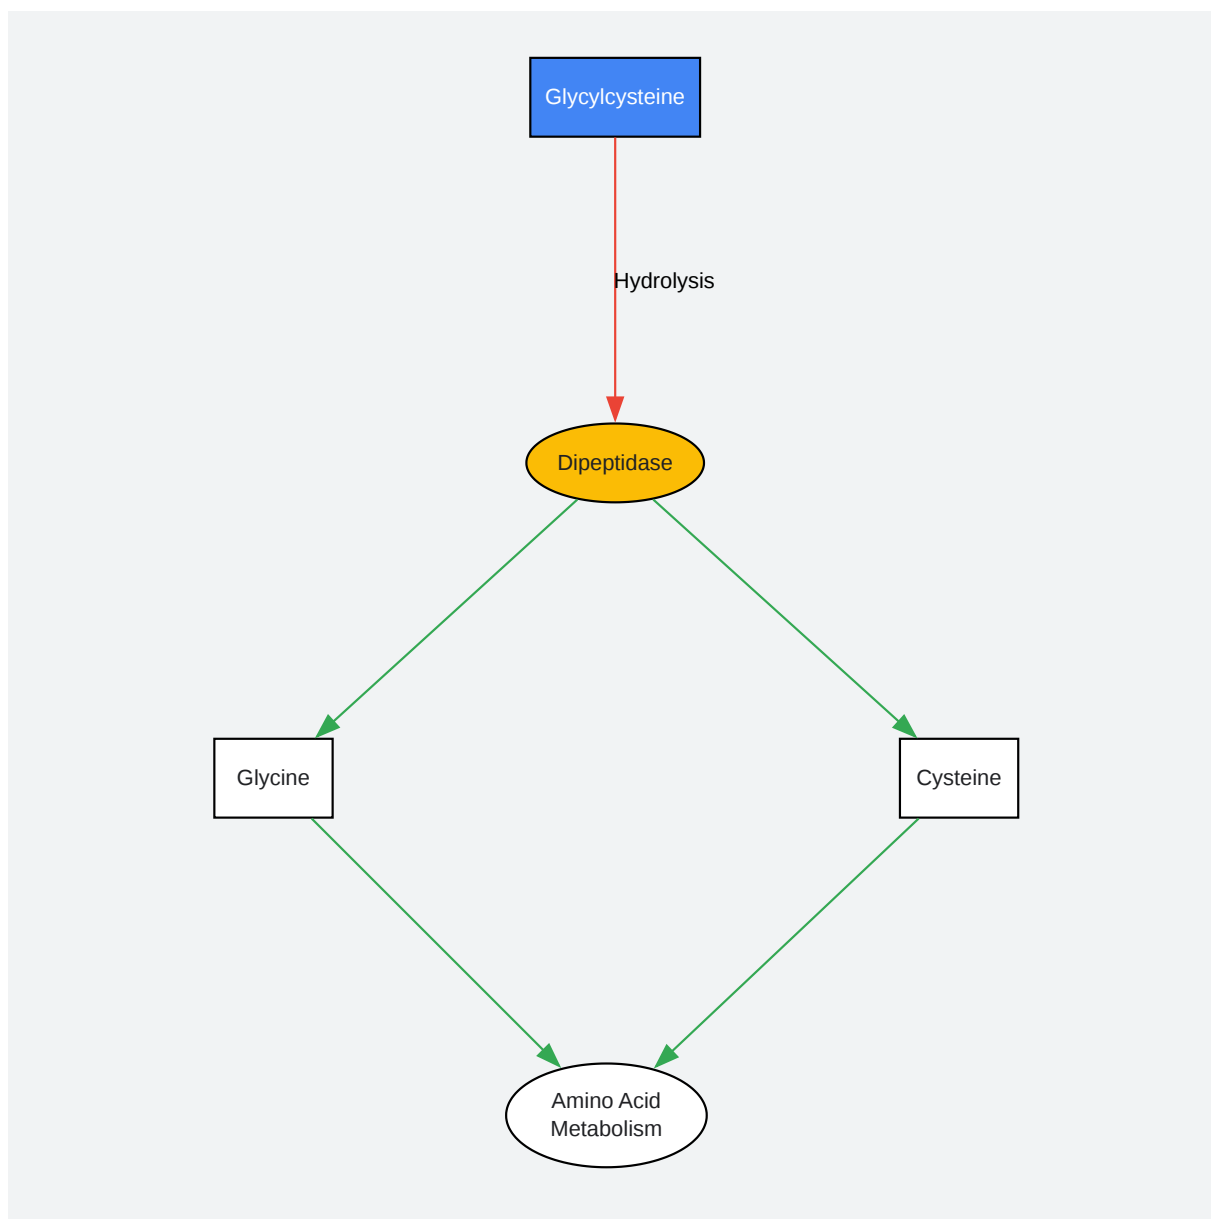 Glycylcysteine
Hydrolysis
Dipeptidase
Glycine
Cysteine
Amino Acid
Metabolism